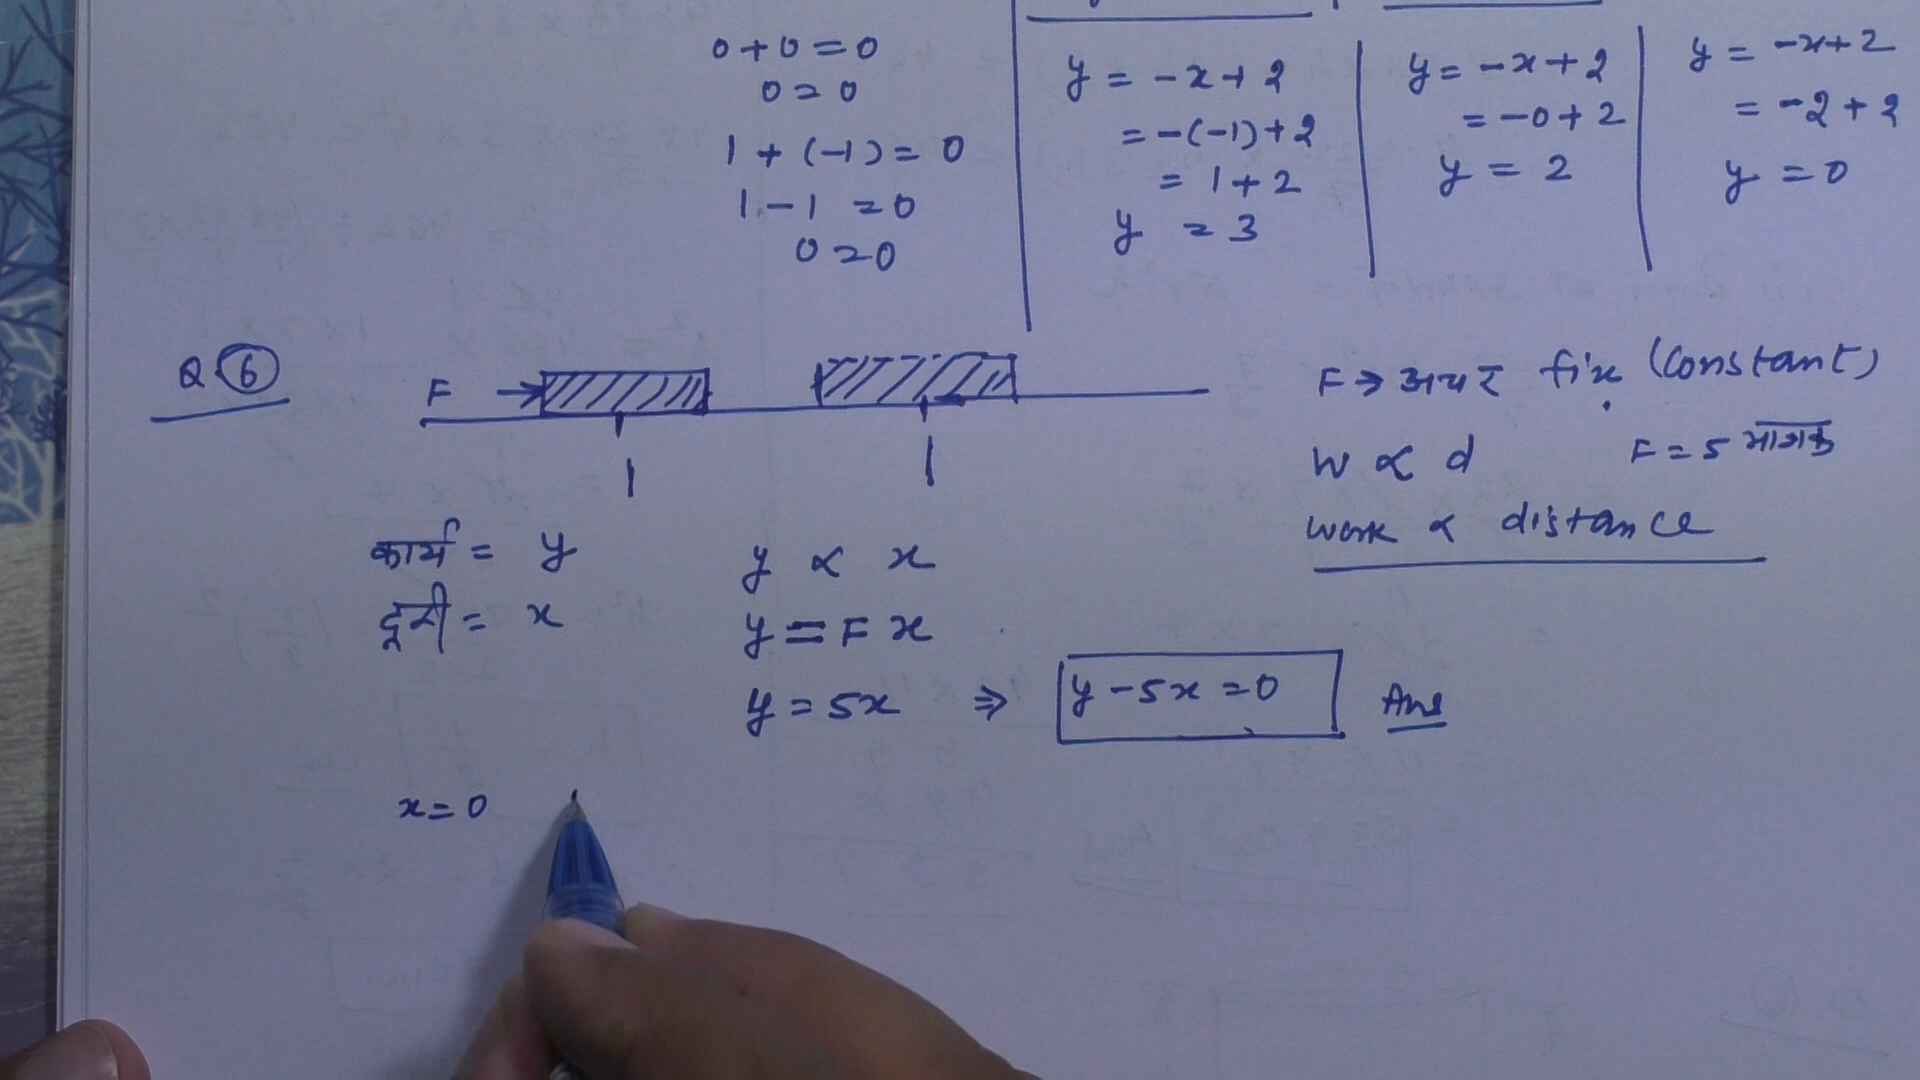 0+0=0
0=0
1+(-1)=0
1-1=0
0=0
y = -x+2
= -(-1)+2
= 1+2
y = 3
y = -x+2
= -0+2
y = 2
y = -x+2
= -2+2
y = 0
Q 6
F →
F → अचर fix (constant)
W ∝ d F = 5 मात्रक
work ∝ distance
कार्य = y
दूरी = x
y ∝ x
y = F x
y = 5x ⇒ y - 5x = 0 Ans
x = 0